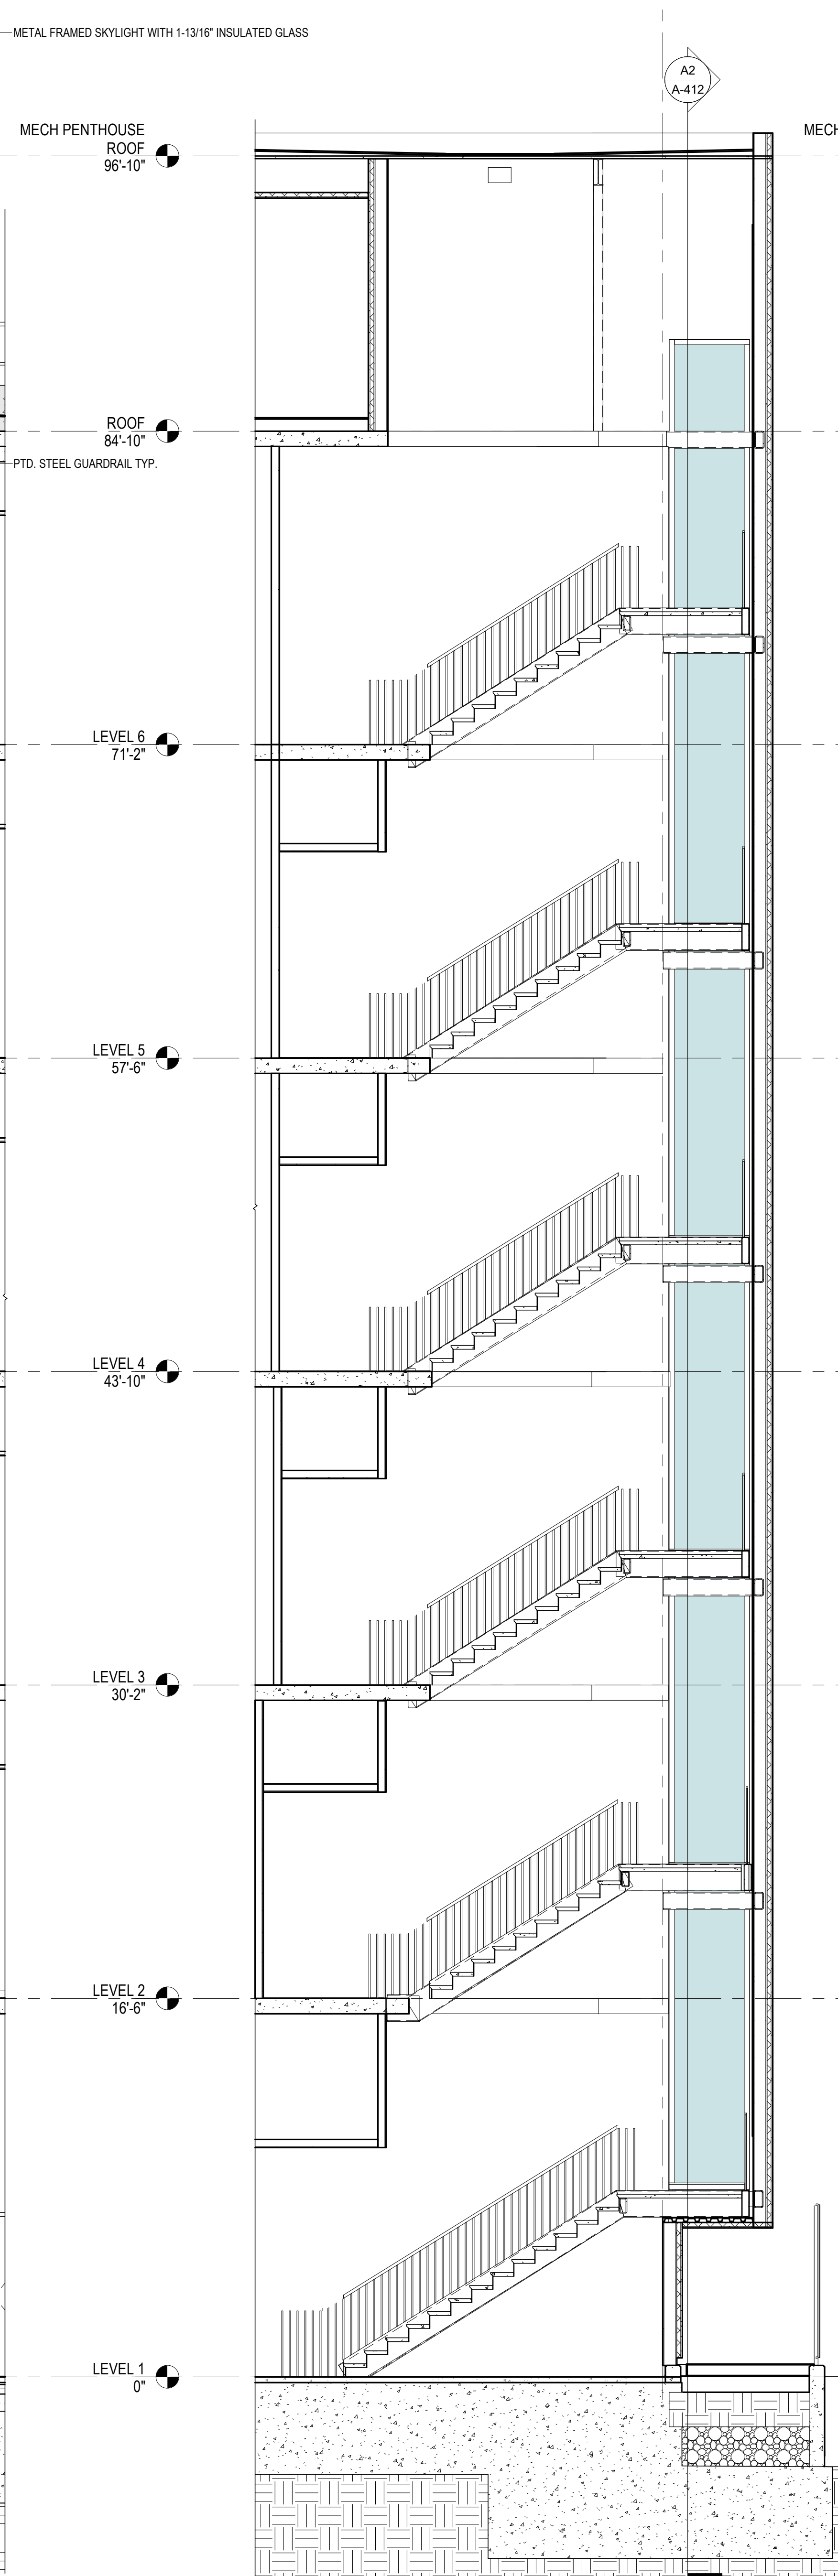 METAL FRAMED SKYLIGHT WITH 1-13/16" INSULATED GLASS
A2
A-412
MECH PENTHOUSE
ROOF
96'-10"
MECH
ROOF
84'-10"
PTD. STEEL GUARDRAIL TYP.
LEVEL 6
71'-2"
LEVEL 5
57'-6"
LEVEL 4
43'-10"
LEVEL 3
30'-2"
LEVEL 2
16'-6"
LEVEL 1
0"